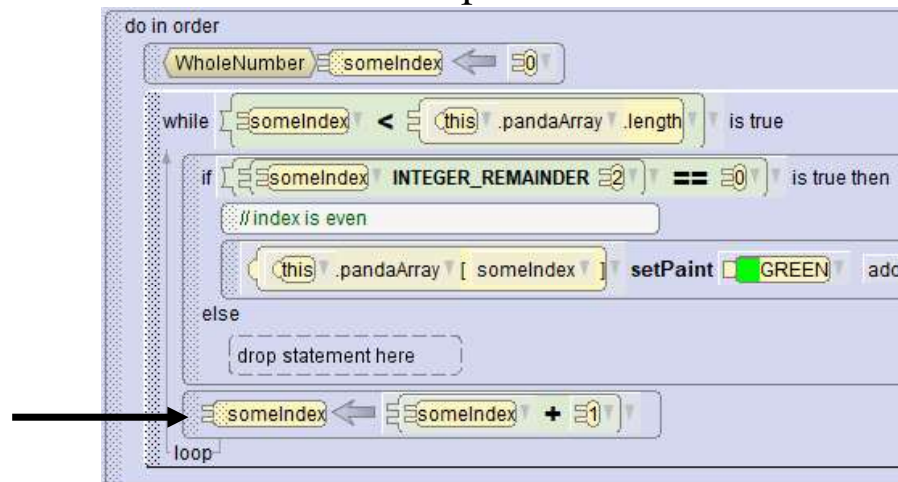 do in order
WholeNumber someIndex 0
while someIndex < this .pandaArray .length is true
if someIndex INTEGER_REMAINDER 2 == 0 is true then
//index is even
this .pandaArray [ someIndex ] setPaint GREEN
else
drop statement here
someIndex someIndex + 1
loop